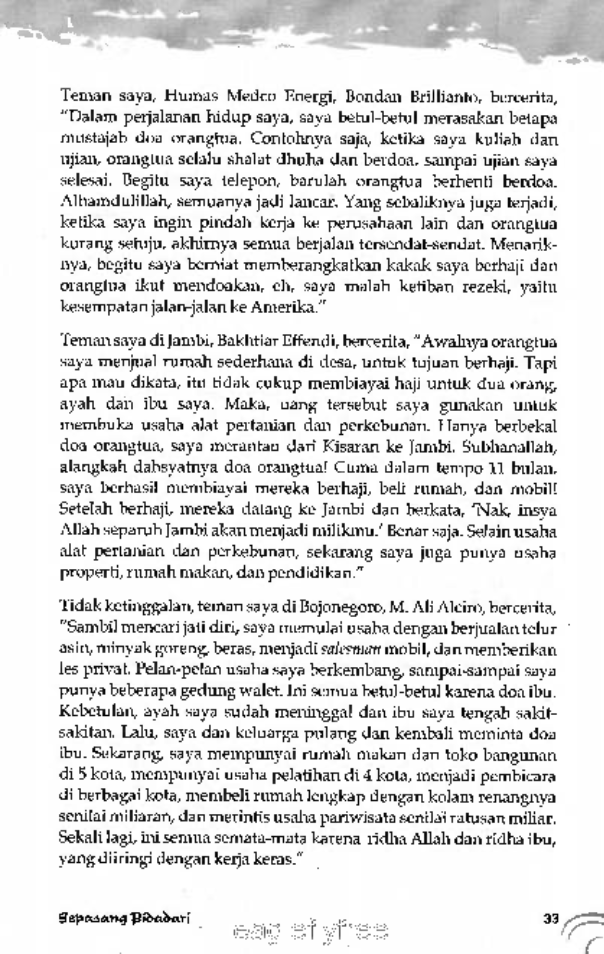 Teman saya, Humas Medco Energi, Bondan Brillianto, bercerita,
"Dalam perjalanan hidup saya, saya betul-betul merasakan betapa
mustajab doa orangtua. Contohnya saja, ketika saya kuliah dan
ujian, orangtua selalu shalat dhuha dan berdoa, sampai ujian saya
selesai. Begitu saya telepon, barulah orangtua berhenti berdoa.
Alhamdulillah, semuanya jadi lancar. Yang sebaliknya juga terjadi,
ketika saya ingin pindah kerja ke perusahaan lain dan orangtua
kurang setuju, akhirnya semua berjalan tersendat-sendat. Menarik-
nya, begitu saya berniat memberangkatkan kakak saya berhaji dan
orangtua ikut mendoakan, eh, saya malah ketiban rezeki, yaitu
kesempatan jalan-jalan ke Amerika."
Teman saya di Jambi, Bakhtiar Effendi, bercerita, "Awalnya orangtua
saya menjual rumah sederhana di desa, untuk tujuan berhaji. Tapi
apa mau dikata, itu tidak cukup membiayai haji untuk dua orang,
ayah dan ibu saya. Maka, uang tersebut saya gunakan untuk
membuka usaha alat pertanian dan perkebunan. Hanya berbekal
doa orangtua, saya merantau dari Kisaran ke Jambi. Subhanallah,
alangkah dahsyatnya doa orangtua! Cuma dalam tempo 11 bulan,
saya berhasil membiayai mereka berhaji, beli rumah, dan mobil!
Setelah berhaji, mereka datang ke Jambi dan berkata, 'Nak, insya
Allah separuh Jambi akan menjadi milikmu.' Benar saja. Selain usaha
alat pertanian dan perkebunan, sekarang saya juga punya usaha
properti, rumah makan, dan pendidikan."
Tidak ketinggalan, teman saya di Bojonegoro, M. Ali Alciro, bercerita,
"Sambil mencari jati diri, saya memulai usaha dengan berjualan telur
asin, minyak goreng, beras, menjadi salesman mobil, dan memberikan
les privat. Pelan-pelan usaha saya berkembang, sampai-sampai saya
punya beberapa gedung walet. Ini semua betul-betul karena doa ibu.
Kebetulan, ayah saya sudah meninggal dan ibu saya tengah sakit-
sakitan. Lalu, saya dan keluarga pulang dan kembali meminta doa
ibu. Sekarang, saya mempunyai rumah makan dan toko bangunan
di 5 kota, mempunyai usaha pelatihan di 4 kota, menjadi pembicara
di berbagai kota, membeli rumah lengkap dengan kolam renangnya
senilai miliaran, dan merintis usaha pariwisata senilai ratusan miliar.
Sekali lagi, ini semua semata-mata karena ridha Allah dan ridha ibu,
yang diiringi dengan kerja keras."
Sepasang Bidadari 33